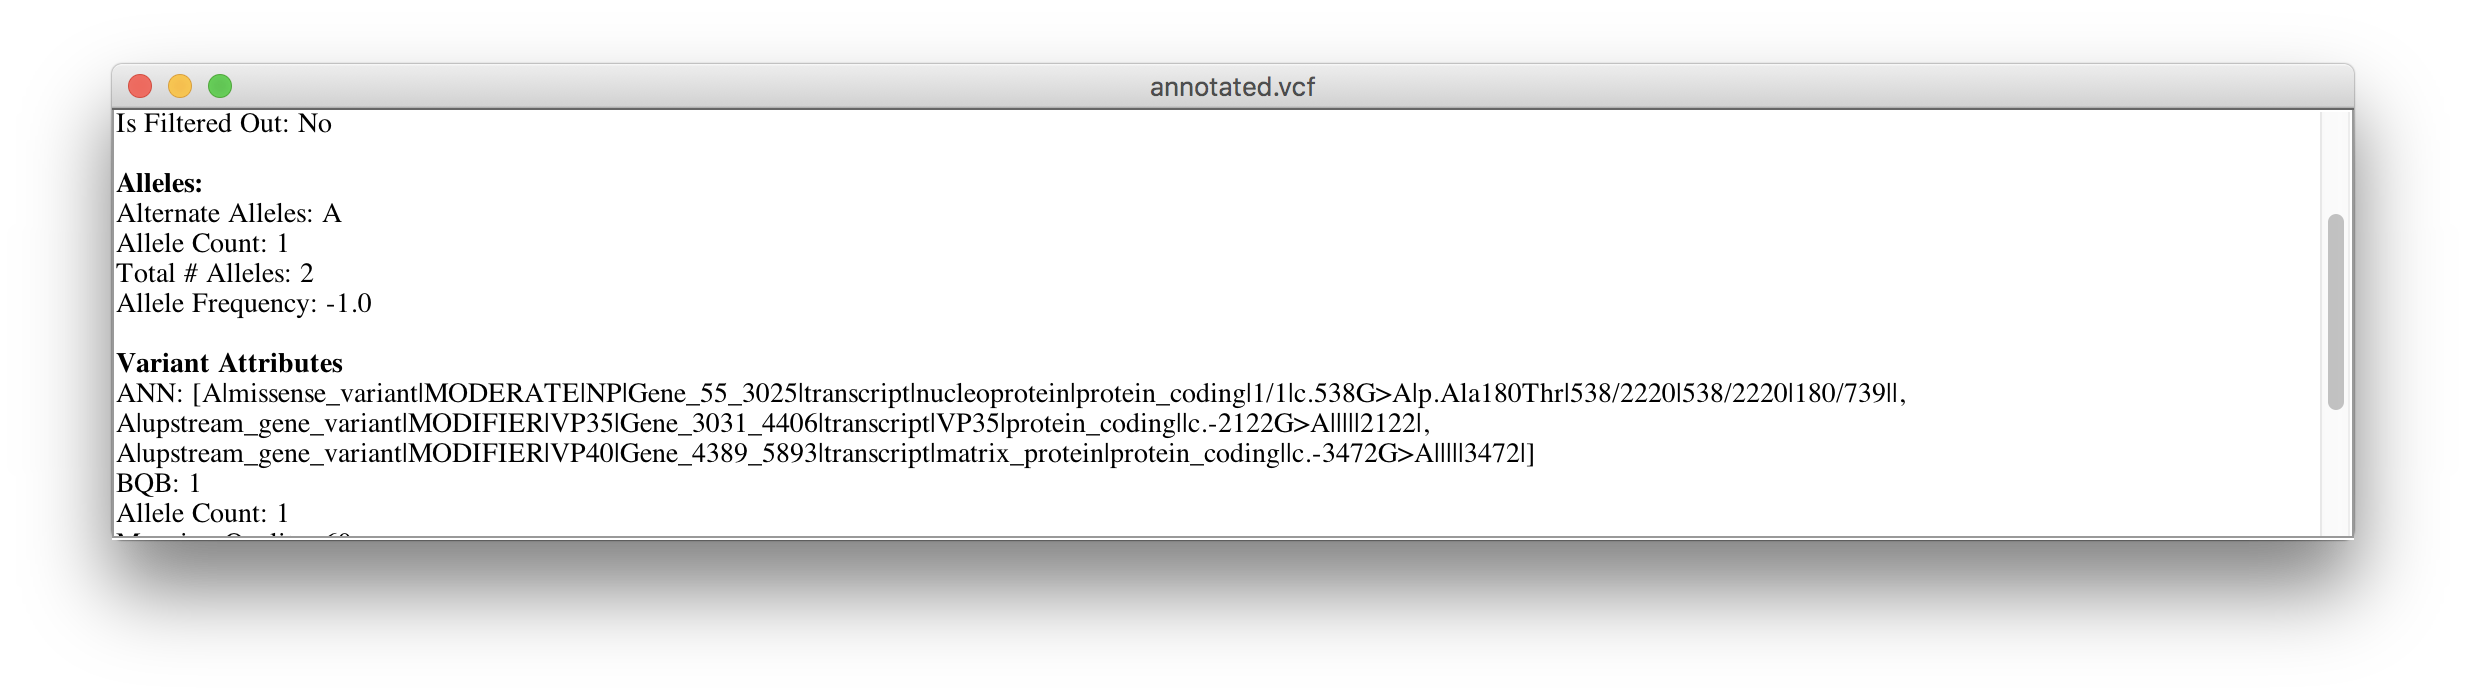 annotated.vcf
Is Filtered Out: No
Alleles:
Alternate Alleles: A
Allele Count: 1
Total # Alleles: 2
Allele Frequency: -1.0
Variant Attributes
ANN: [A|missense_variant|MODERATE|NP|Gene_55_3025|transcript|nucleoprotein|protein_coding|1/1|c.538G>A|p.Ala180Thr|538/2220|538/2220|180/739||,
A|upstream_gene_variant|MODIFIER|VP35|Gene_3031_4406|transcript|VP35|protein_coding||c.-2122G>A|||||2122|,
A|upstream_gene_variant|MODIFIER|VP40|Gene_4389_5893|transcript|matrix_protein|protein_coding||c.-3472G>A|||||3472|]
BQB: 1
Allele Count: 1